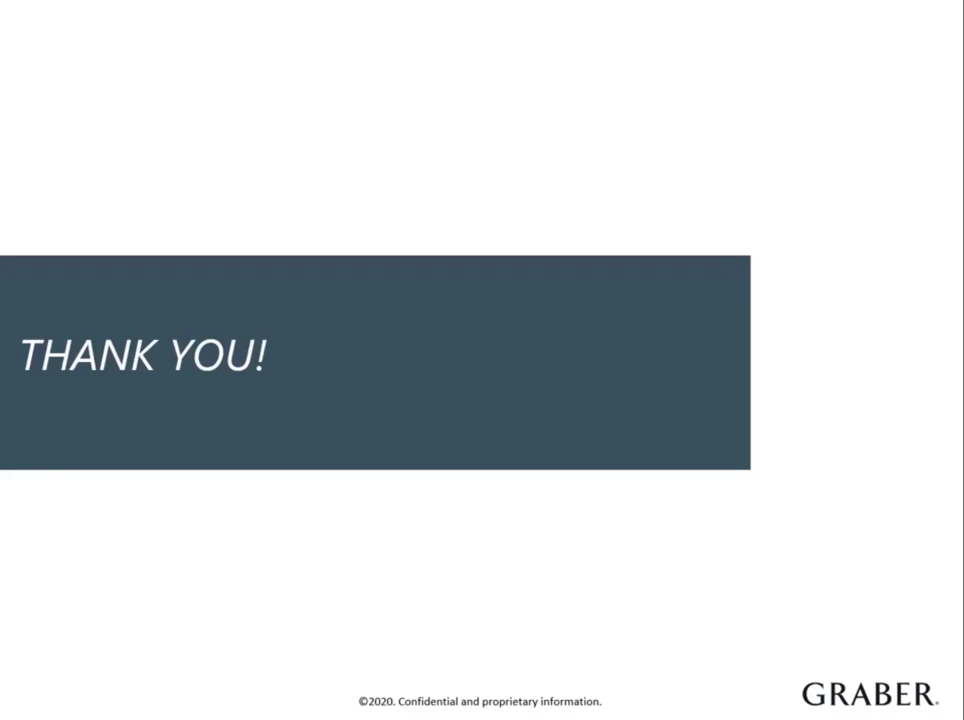 THANK YOU!
©2020. Confidential and proprietary information.
GRABER.